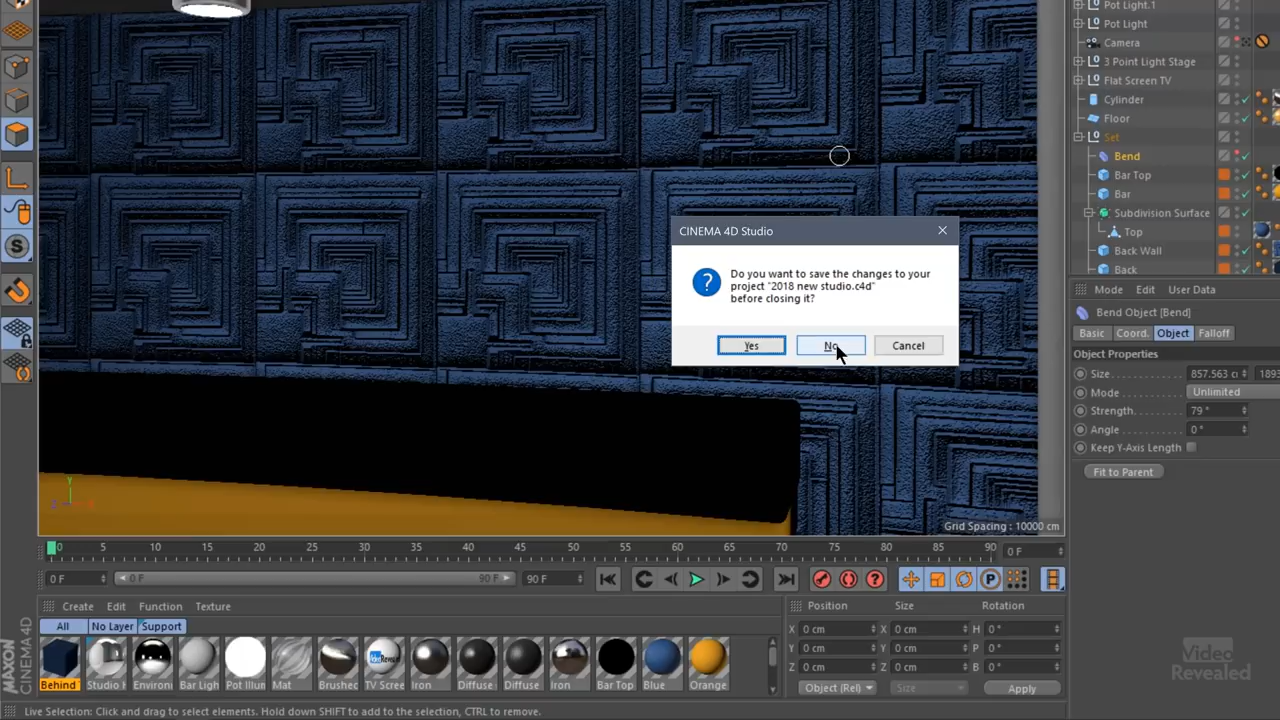 Pot Light.1
Pot Light
Camera
3 Point Light Stage
Flat Screen TV
Cylinder
Floor
Set
Bend
Bar Top
Bar
Subdivision Surface
Top
Back Wall
Back
CINEMA 4D Studio
Do you want to save the changes to your
project "2018 new studio.c4d"
before closing it?
Yes
No
Cancel
Mode Edit User Data
Bend Object [Bend]
Basic Coord. Object Falloff
Object Properties
Size 857.563 c 1893
Mode Unlimited
Strength 79 °
Angle 0 °
Keep Y-Axis Length
Fit to Parent
Y
Grid Spacing : 10000 cm
0 5 10 15 20 25 30 35 40 45 50 55 60 65 70 75 80 85 90 0 F
0 F 0 F 90 F 90 F
Create Edit Function Texture
All No Layer Support
Behind Studio Environ Bar Ligh Pot Illum Mat Brushec TV Scree Iron Diffuse Diffuse Iron Bar Top Blue Orange
Position Size Rotation
X 0 cm X 0 cm H 0 °
Y 0 cm Y 0 cm P 0 °
Z 0 cm Z 0 cm B 0 °
Object (Rel) Size Apply
MAXON
CINEMA 4D
Video
Revealed
Live Selection: Click and drag to select elements. Hold down SHIFT to add to the selection, CTRL to remove.